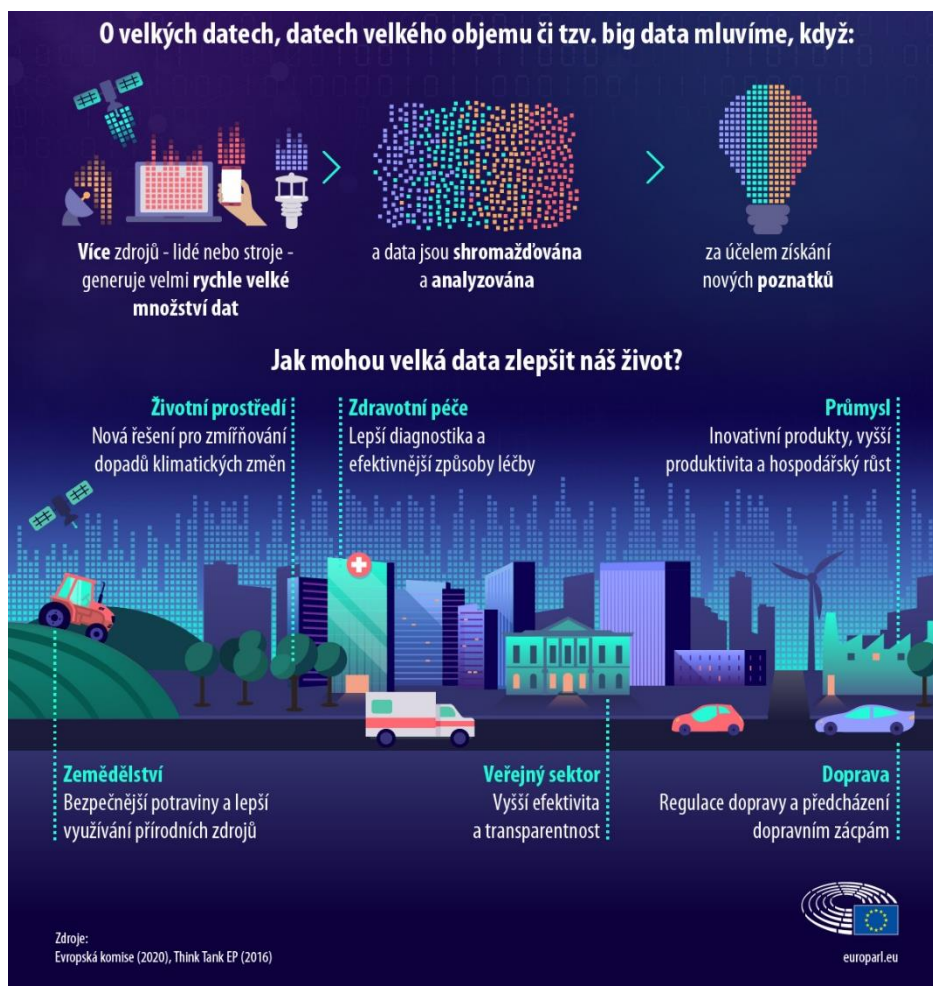 O velkých datech, datech velkého objemu či tzv. big data mluvíme, když:
Více zdrojů - lidé nebo stroje -
generuje velmi rychle velké
množství dat
a data jsou shromažďována
a analyzována
za účelem získání
nových poznatků
Jak mohou velká data zlepšit náš život?
Životní prostředí
Nová řešení pro zmírňování
dopadů klimatických změn
Zdravotní péče
Lepší diagnostika a
efektivnější způsoby léčby
Průmysl
Inovativní produkty, vyšší
produktivita a hospodářský růst
Zemědělství
Bezpečnější potraviny a lepší
využívání přírodních zdrojů
Veřejný sektor
Vyšší efektivita
a transparentnost
Doprava
Regulace dopravy a předcházení
dopravním zácpám
Zdroje:
Evropská komise (2020), Think Tank EP (2016)
europarl.eu